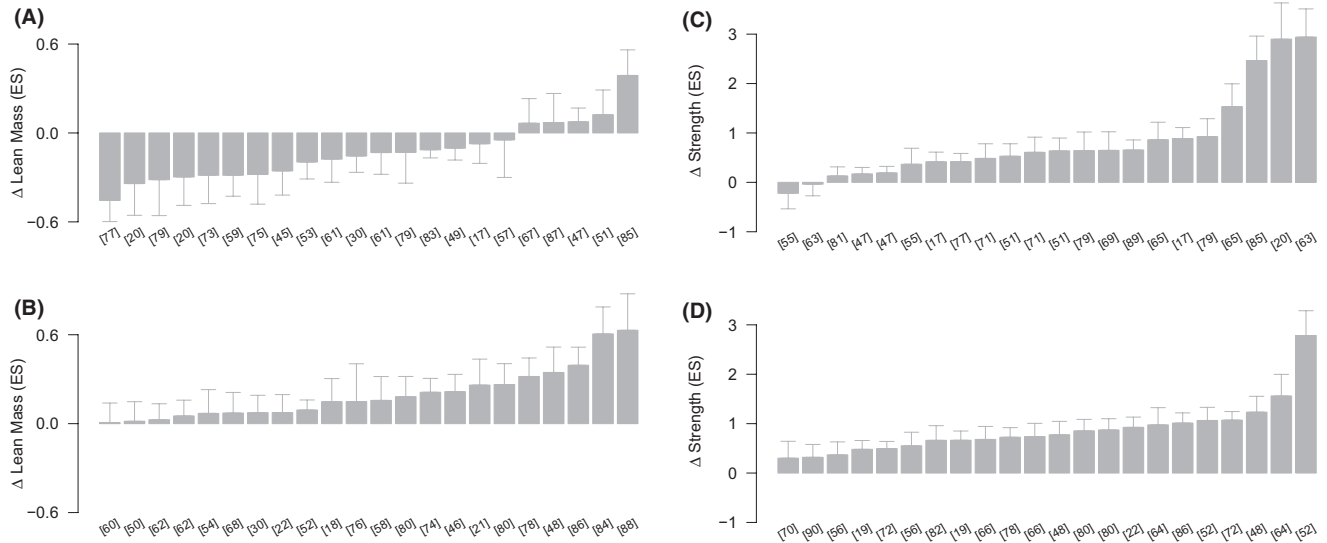 (A)
Δ Lean Mass (ES)
0.6
0.0
−0.6
[77] [20] [79] [20] [73] [59] [75] [45] [53] [61] [30] [61] [79] [83] [49] [17] [57] [67] [87] [47] [51] [85]
(B)
Δ Lean Mass (ES)
0.6
0.0
−0.6
[60] [50] [62] [62] [54] [68] [30] [22] [52] [18] [76] [58] [80] [74] [46] [21] [80] [78] [48] [86] [84] [88]
(C)
Δ Strength (ES)
3
2
1
0
−1
[55] [63] [81] [47] [47] [55] [17] [77] [71] [51] [71] [51] [79] [69] [89] [65] [17] [79] [65] [85] [20] [63]
(D)
Δ Strength (ES)
3
2
1
0
−1
[70] [90] [56] [19] [72] [56] [82] [19] [66] [78] [66] [48] [80] [80] [22] [64] [86] [52] [72] [48] [64] [52]